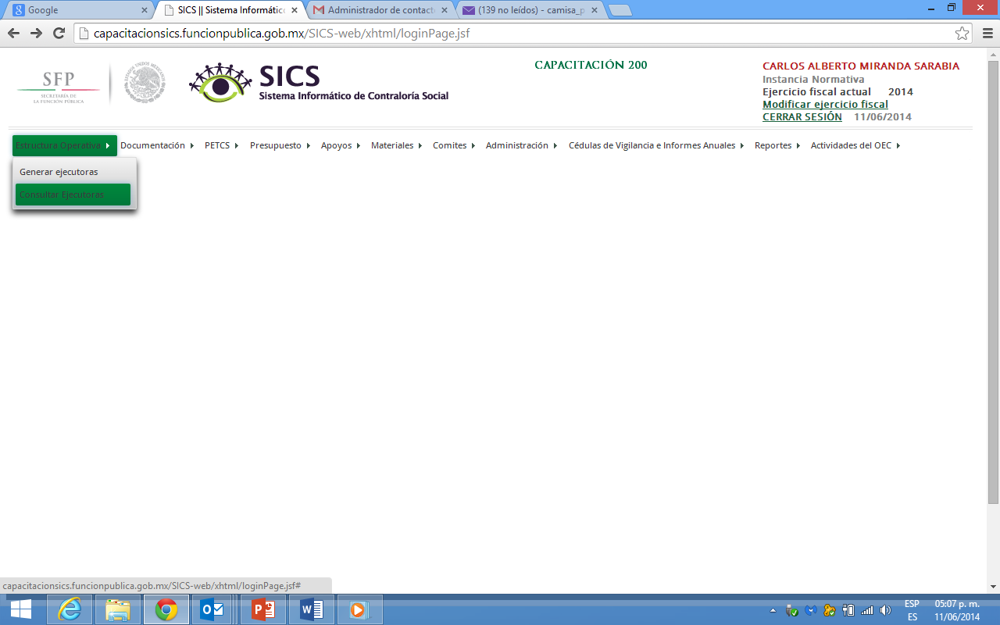 Google
SICS || Sistema Informátic
Administrador de contact
(139 no leídos) - camisa_p
capacitacionsics.funcionpublica.gob.mx/SICS-web/xhtml/loginPage.jsf
SFP
SECRETARÍA DE
LA FUNCIÓN PÚBLICA
ESTADOS UNIDOS MEXICANOS
SICS
Sistema Informático de Contraloría Social
CAPACITACIÓN 200
CARLOS ALBERTO MIRANDA SARABIA
Instancia Normativa
Ejercicio fiscal actual 2014
Modificar ejercicio fiscal
CERRAR SESIÓN 11/06/2014
Estructura Operativa Documentación PETCS Presupuesto Apoyos Materiales Comites Administración Cédulas de Vigilancia e Informes Anuales Reportes Actividades del OEC
Generar ejecutoras
Consultar Ejecutoras
capacitacionsics.funcionpublica.gob.mx/SICS-web/xhtml/loginPage.jsf#
ESP 05:07 p. m.
ES 11/06/2014